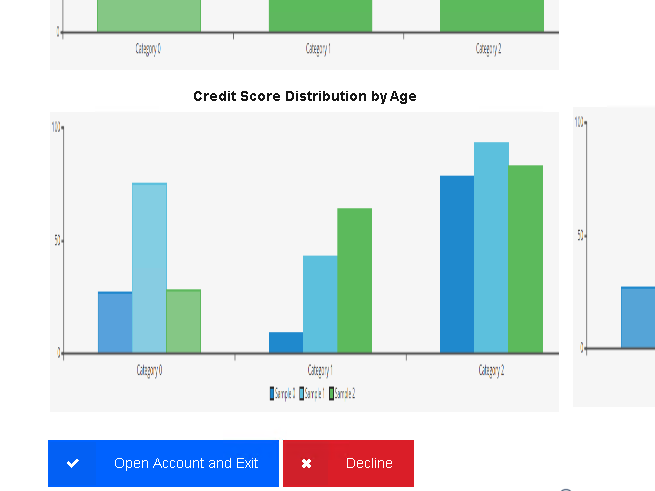 0
Category 0 Category 1 Category 2
Credit Score Distribution by Age
100
50
0
Category 0 Category 1 Category 2
Sample 0 Sample 1 Sample 2
100
50
0
Open Account and Exit
Decline